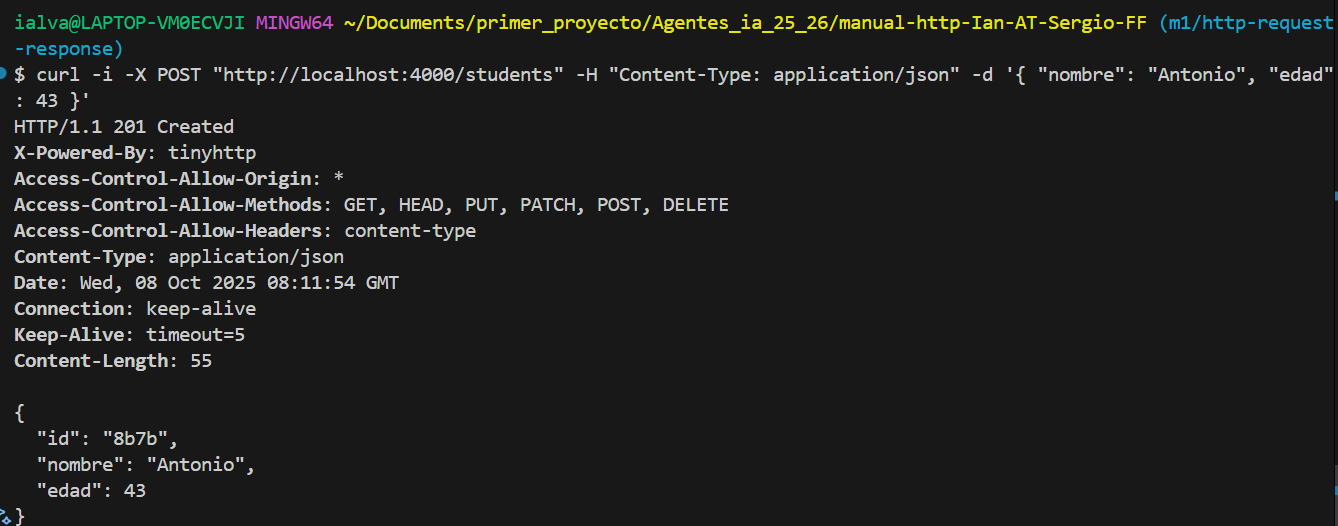 ialva@LAPTOP-VM0ECVJI MINGW64 ~/Documents/primer_proyecto/Agentes_ia_25_26/manual-http-Ian-AT-Sergio-FF (m1/http-request
-response)
$ curl -i -X POST "http://localhost:4000/students" -H "Content-Type: application/json" -d '{ "nombre": "Antonio", "edad"
: 43 }'
HTTP/1.1 201 Created
X-Powered-By: tinyhttp
Access-Control-Allow-Origin: *
Access-Control-Allow-Methods: GET, HEAD, PUT, PATCH, POST, DELETE
Access-Control-Allow-Headers: content-type
Content-Type: application/json
Date: Wed, 08 Oct 2025 08:11:54 GMT
Connection: keep-alive
Keep-Alive: timeout=5
Content-Length: 55

{
  "id": "8b7b",
  "nombre": "Antonio",
  "edad": 43
}